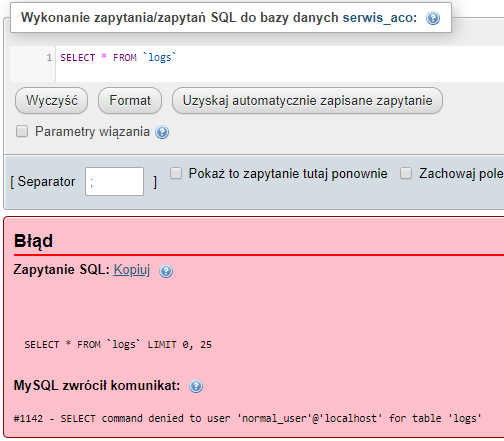 Wykonanie zapytania/zapytań SQL do bazy danych serwis_aco:
1 SELECT * FROM `logs`
Wyczyść Format Uzyskaj automatycznie zapisane zapytanie
Parametry wiązania
[ Separator ; ] Pokaż to zapytanie tutaj ponownie Zachowaj pole
Błąd
Zapytanie SQL: Kopiuj
SELECT * FROM `logs` LIMIT 0, 25
MySQL zwrócił komunikat:
#1142 - SELECT command denied to user 'normal_user'@'localhost' for table 'logs'